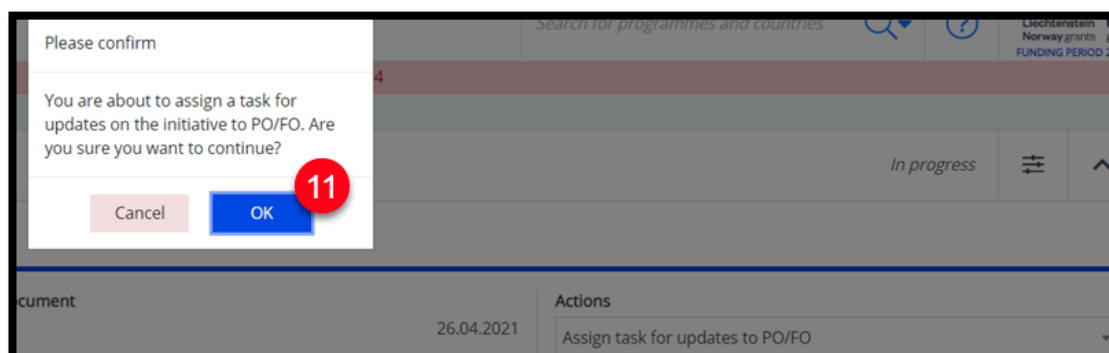 Please confirm
Search for programmes and countries
?
Liechtenstein
Norway grants
FUNDING PERIOD 2
4
You are about to assign a task for
updates on the initiative to PO/FO. Are
you sure you want to continue?
In progress
11
Cancel
OK
ocument
Actions
26.04.2021
Assign task for updates to PO/FO